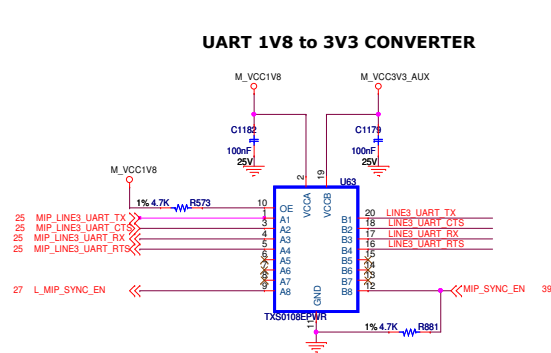 UART 1V8 to 3V3 CONVERTER
M_VCC1V8
M_VCC3V3_AUX
C1182
100nF
25V
C1179
100nF
25V
M_VCC1V8
2
19
U63
1% 4.7K R573
10 OE
VCCA
VCCB
25 MIP_LINE3_UART_TX 1 A1 B1 20 LINE3_UART_TX
25 MIP_LINE3_UART_CTS 3 A2 B2 18 LINE3_UART_CTS
25 MIP_LINE3_UART_RX 4 A3 B3 17 LINE3_UART_RX
25 MIP_LINE3_UART_RTS 5 A4 B4 16 LINE3_UART_RTS
6 A5 B5 15
7 A6 B6 14
8 A7 B7 13
27 L_MIP_SYNC_EN 9 A8 B8 12 MIP_SYNC_EN 39
GND
TXS0108EPWR
11
1% 4.7K R881